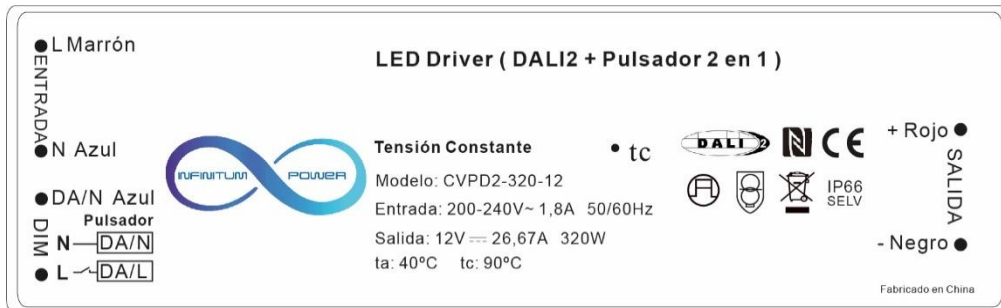 LED Driver ( DALI2 + Pulsador 2 en 1 )
L Marrón
ENTRADA
N Azul
DA/N Azul
Pulsador
DIM
N DA/N
L DA/L
INFINITUM POWER
Tensión Constante
Modelo: CVPD2-320-12
Entrada: 200-240V~ 1,8A 50/60Hz
Salida: 12V⎓26,67A 320W
ta: 40ºC tc: 90ºC
tc
DALI 2
N CE
IP66
SELV
+ Rojo
SALIDA
- Negro
Fabricado en China